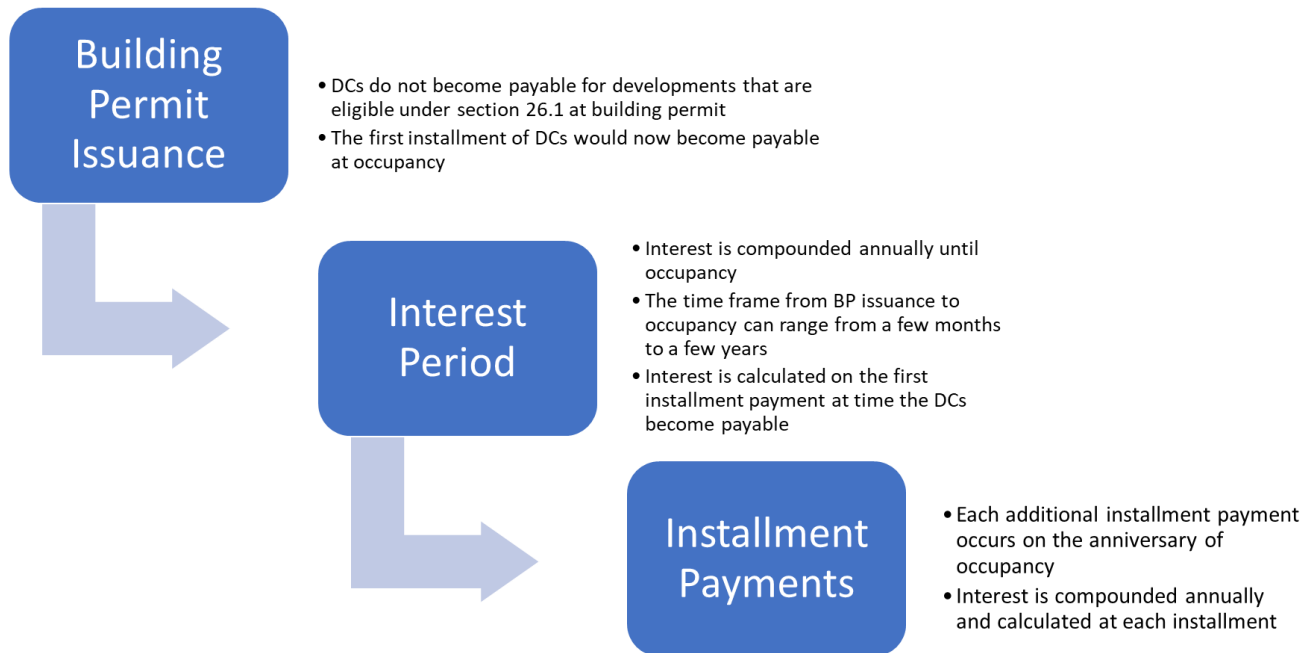 Building
Permit
Issuance
• DCs do not become payable for developments that are
eligible under section 26.1 at building permit
• The first installment of DCs would now become payable
at occupancy
Interest
Period
• Interest is compounded annually until
occupancy
• The time frame from BP issuance to
occupancy can range from a few months
to a few years
• Interest is calculated on the first
installment payment at time the DCs
become payable
Installment
Payments
• Each additional installment payment
occurs on the anniversary of
occupancy
• Interest is compounded annually
and calculated at each installment